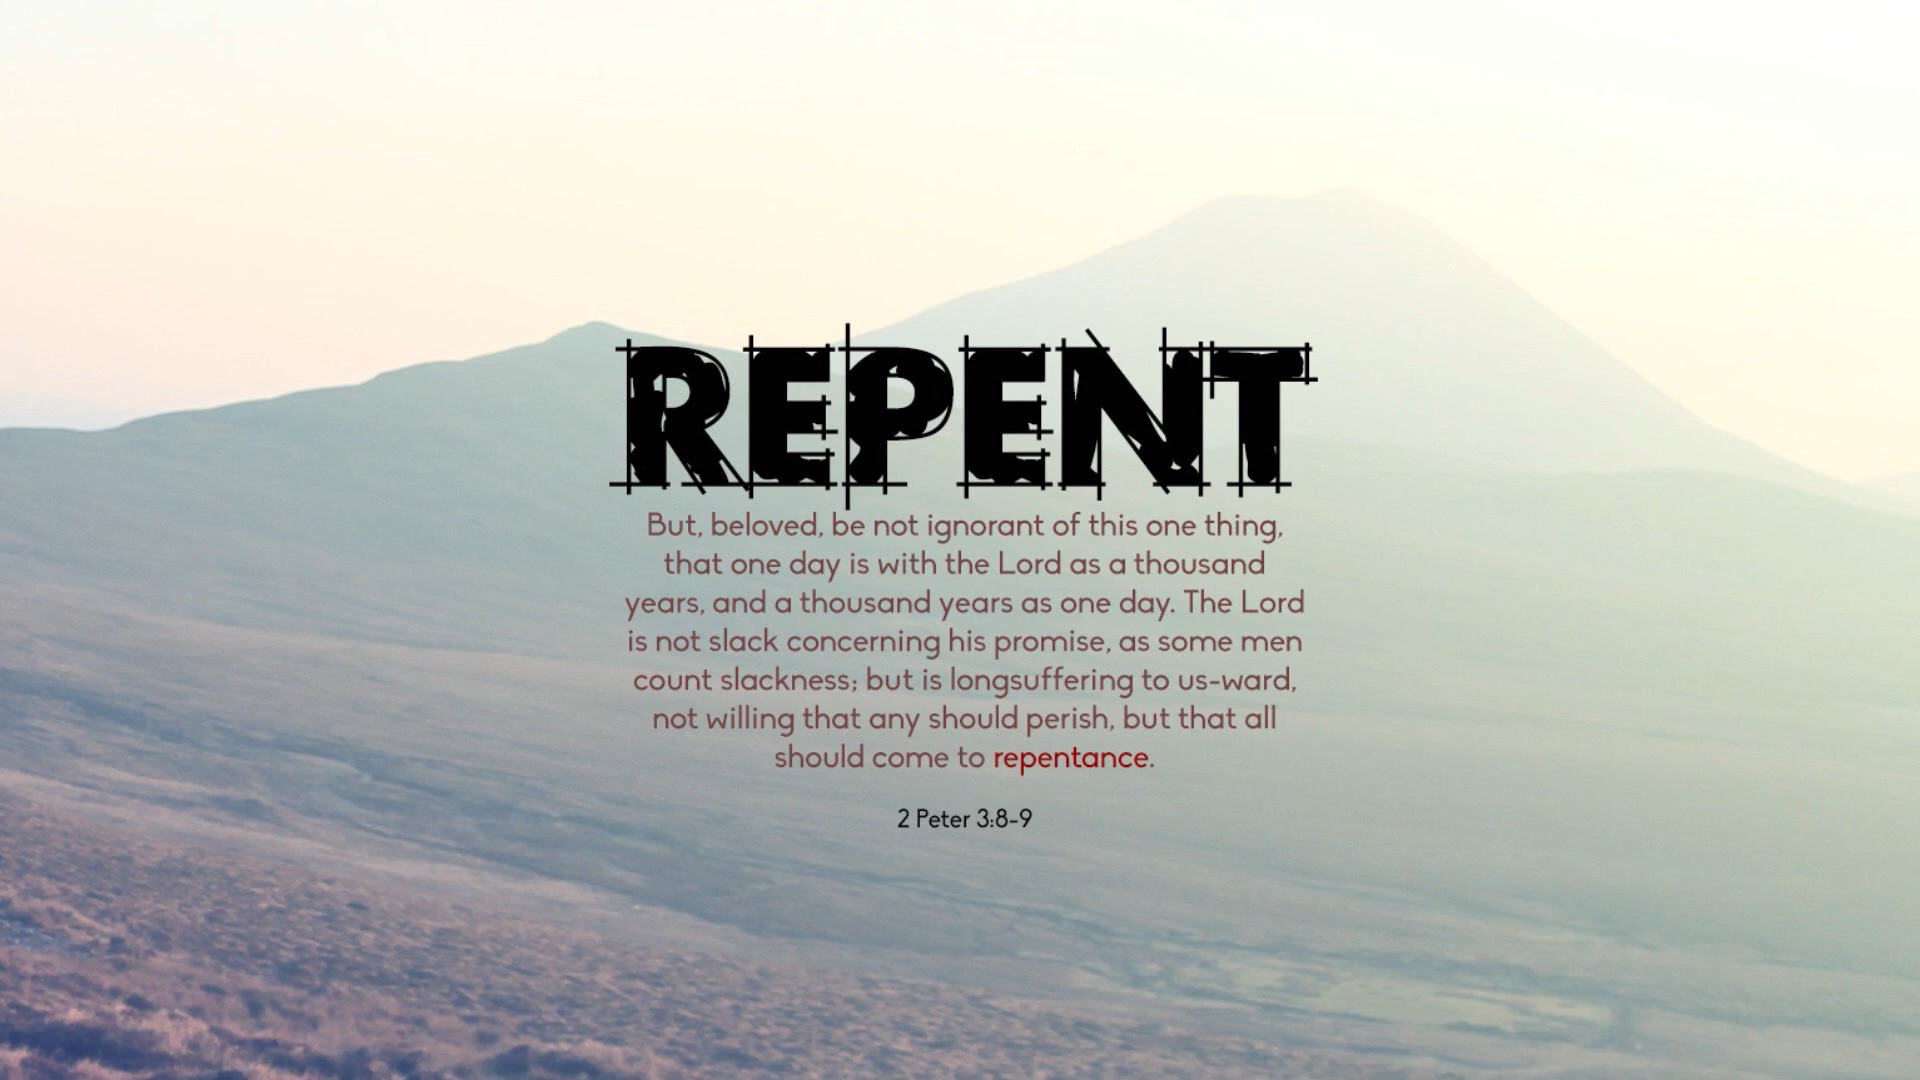 REPENT
But, beloved, be not ignorant of this one thing,
that one day is with the Lord as a thousand
years, and a thousand years as one day. The Lord
is not slack concerning his promise, as some men
count slackness; but is longsuffering to us-ward,
not willing that any should perish, but that all
should come to repentance.
2 Peter 3:8-9